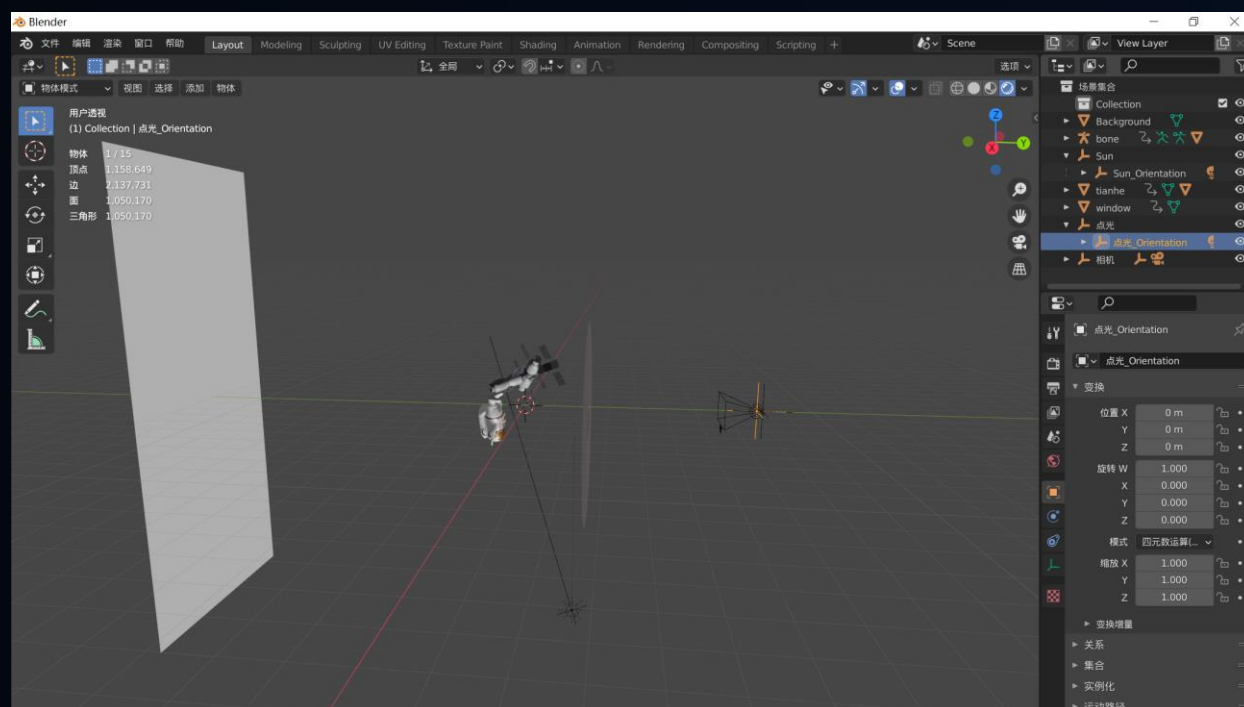 Blender
文件 编辑 渲染 窗口 帮助 Layout Modeling Sculpting UV Editing Texture Paint Shading Animation Rendering Compositing Scripting + Scene View Layer
全局 选项
物体模式 视图 选择 添加 物体
用户透视
(1) Collection | 点光_Orientation
物体 1 / 15
顶点 1,158,649
边 2,137,731
面 1,050,170
三角形 1,050,170
Z
Y
X
场景集合
Collection
Background
bone
Sun
Sun_Orientation
tianhe
window
点光
点光_Orientation
相机
点光_Orientation
点光_Orientation
变换
位置 X 0 m
Y 0 m
Z 0 m
旋转 W 1.000
X 0.000
Y 0.000
Z 0.000
模式 四元数运算(...
缩放 X 1.000
Y 1.000
Z 1.000
变换增量
关系
集合
实例化
运动路径